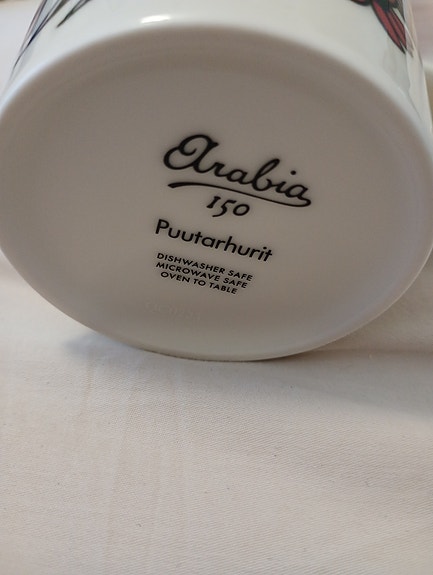 Arabia
150
Puutarhurit
DISHWASHER SAFE
MICROWAVE SAFE
OVEN TO TABLE